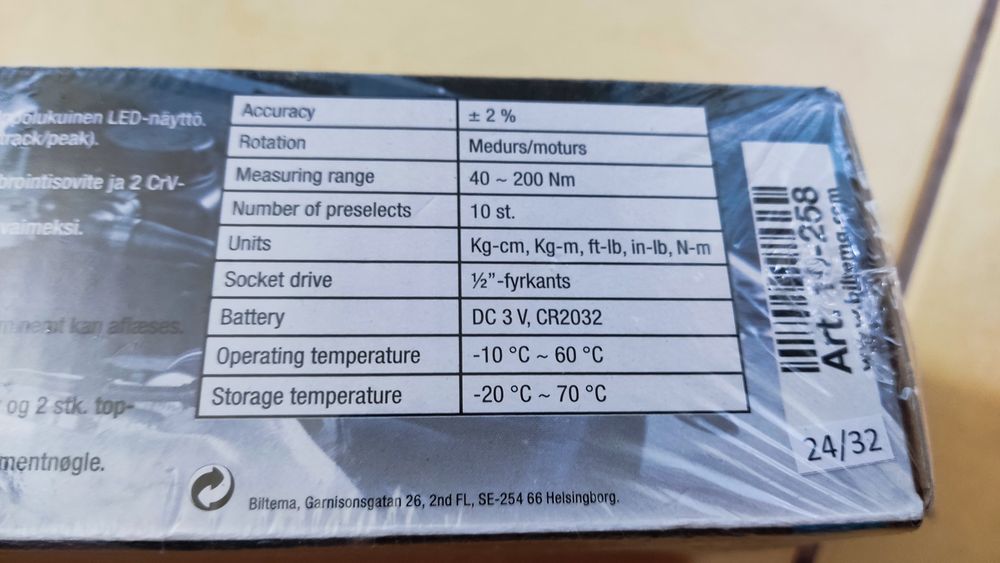 LED-näyttö.
track/peak).
ja 2 CrV-
vaimeksi.
kan aflæses.
og 2 stk. top-
mentnøgle.
Accuracy ± 2 %
Rotation Medurs/moturs
Measuring range 40 ~ 200 Nm
Number of preselects 10 st.
Units Kg-cm, Kg-m, ft-lb, in-lb, N-m
Socket drive ½”-fyrkants
Battery DC 3 V, CR2032
Operating temperature -10 °C ~ 60 °C
Storage temperature -20 °C ~ 70 °C
Biltema, Garnisonsgatan 26, 2nd FL, SE-254 66 Helsingborg.
Art.
24/32